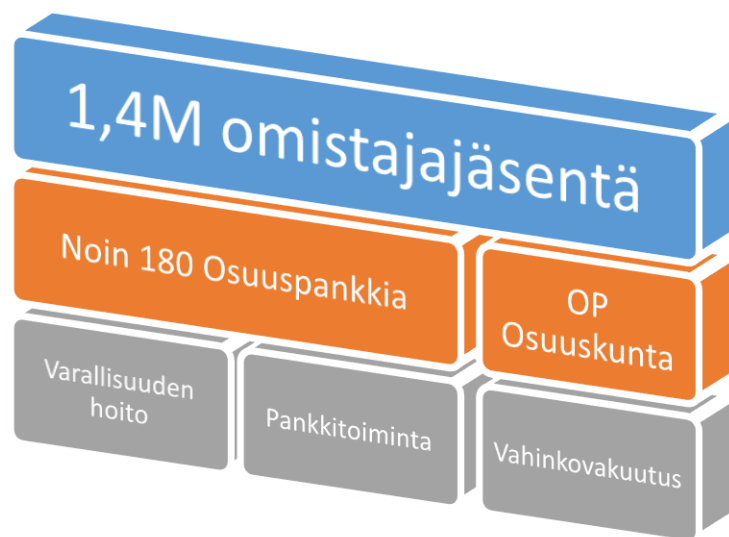 1,4M omistajajäsentä
Noin 180 Osuuspankkia
OP
Osuuskunta
Varallisuuden
hoito
Pankkitoiminta
Vahinkovakuutus